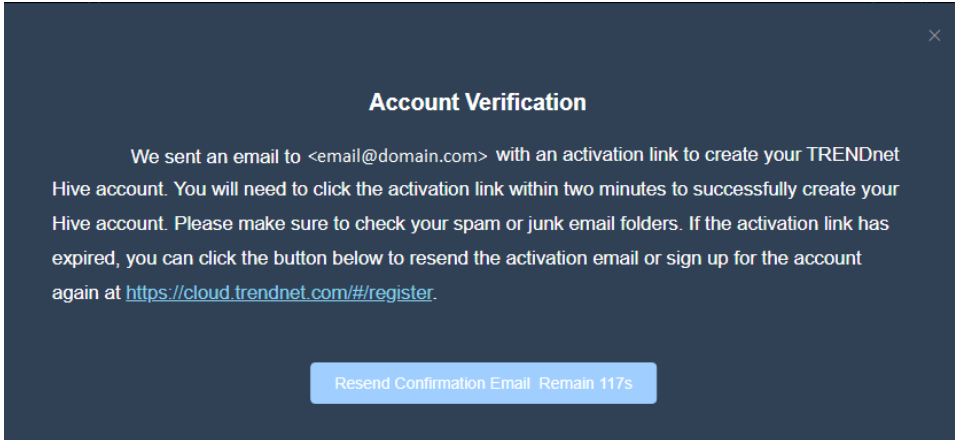 Account Verification
We sent an email to <email@domain.com> with an activation link to create your TRENDnet
Hive account. You will need to click the activation link within two minutes to successfully create your
Hive account. Please make sure to check your spam or junk email folders. If the activation link has
expired, you can click the button below to resend the activation email or sign up for the account
again at https://cloud.trendnet.com/#/register.
Resend Confirmation Email Remain 117s